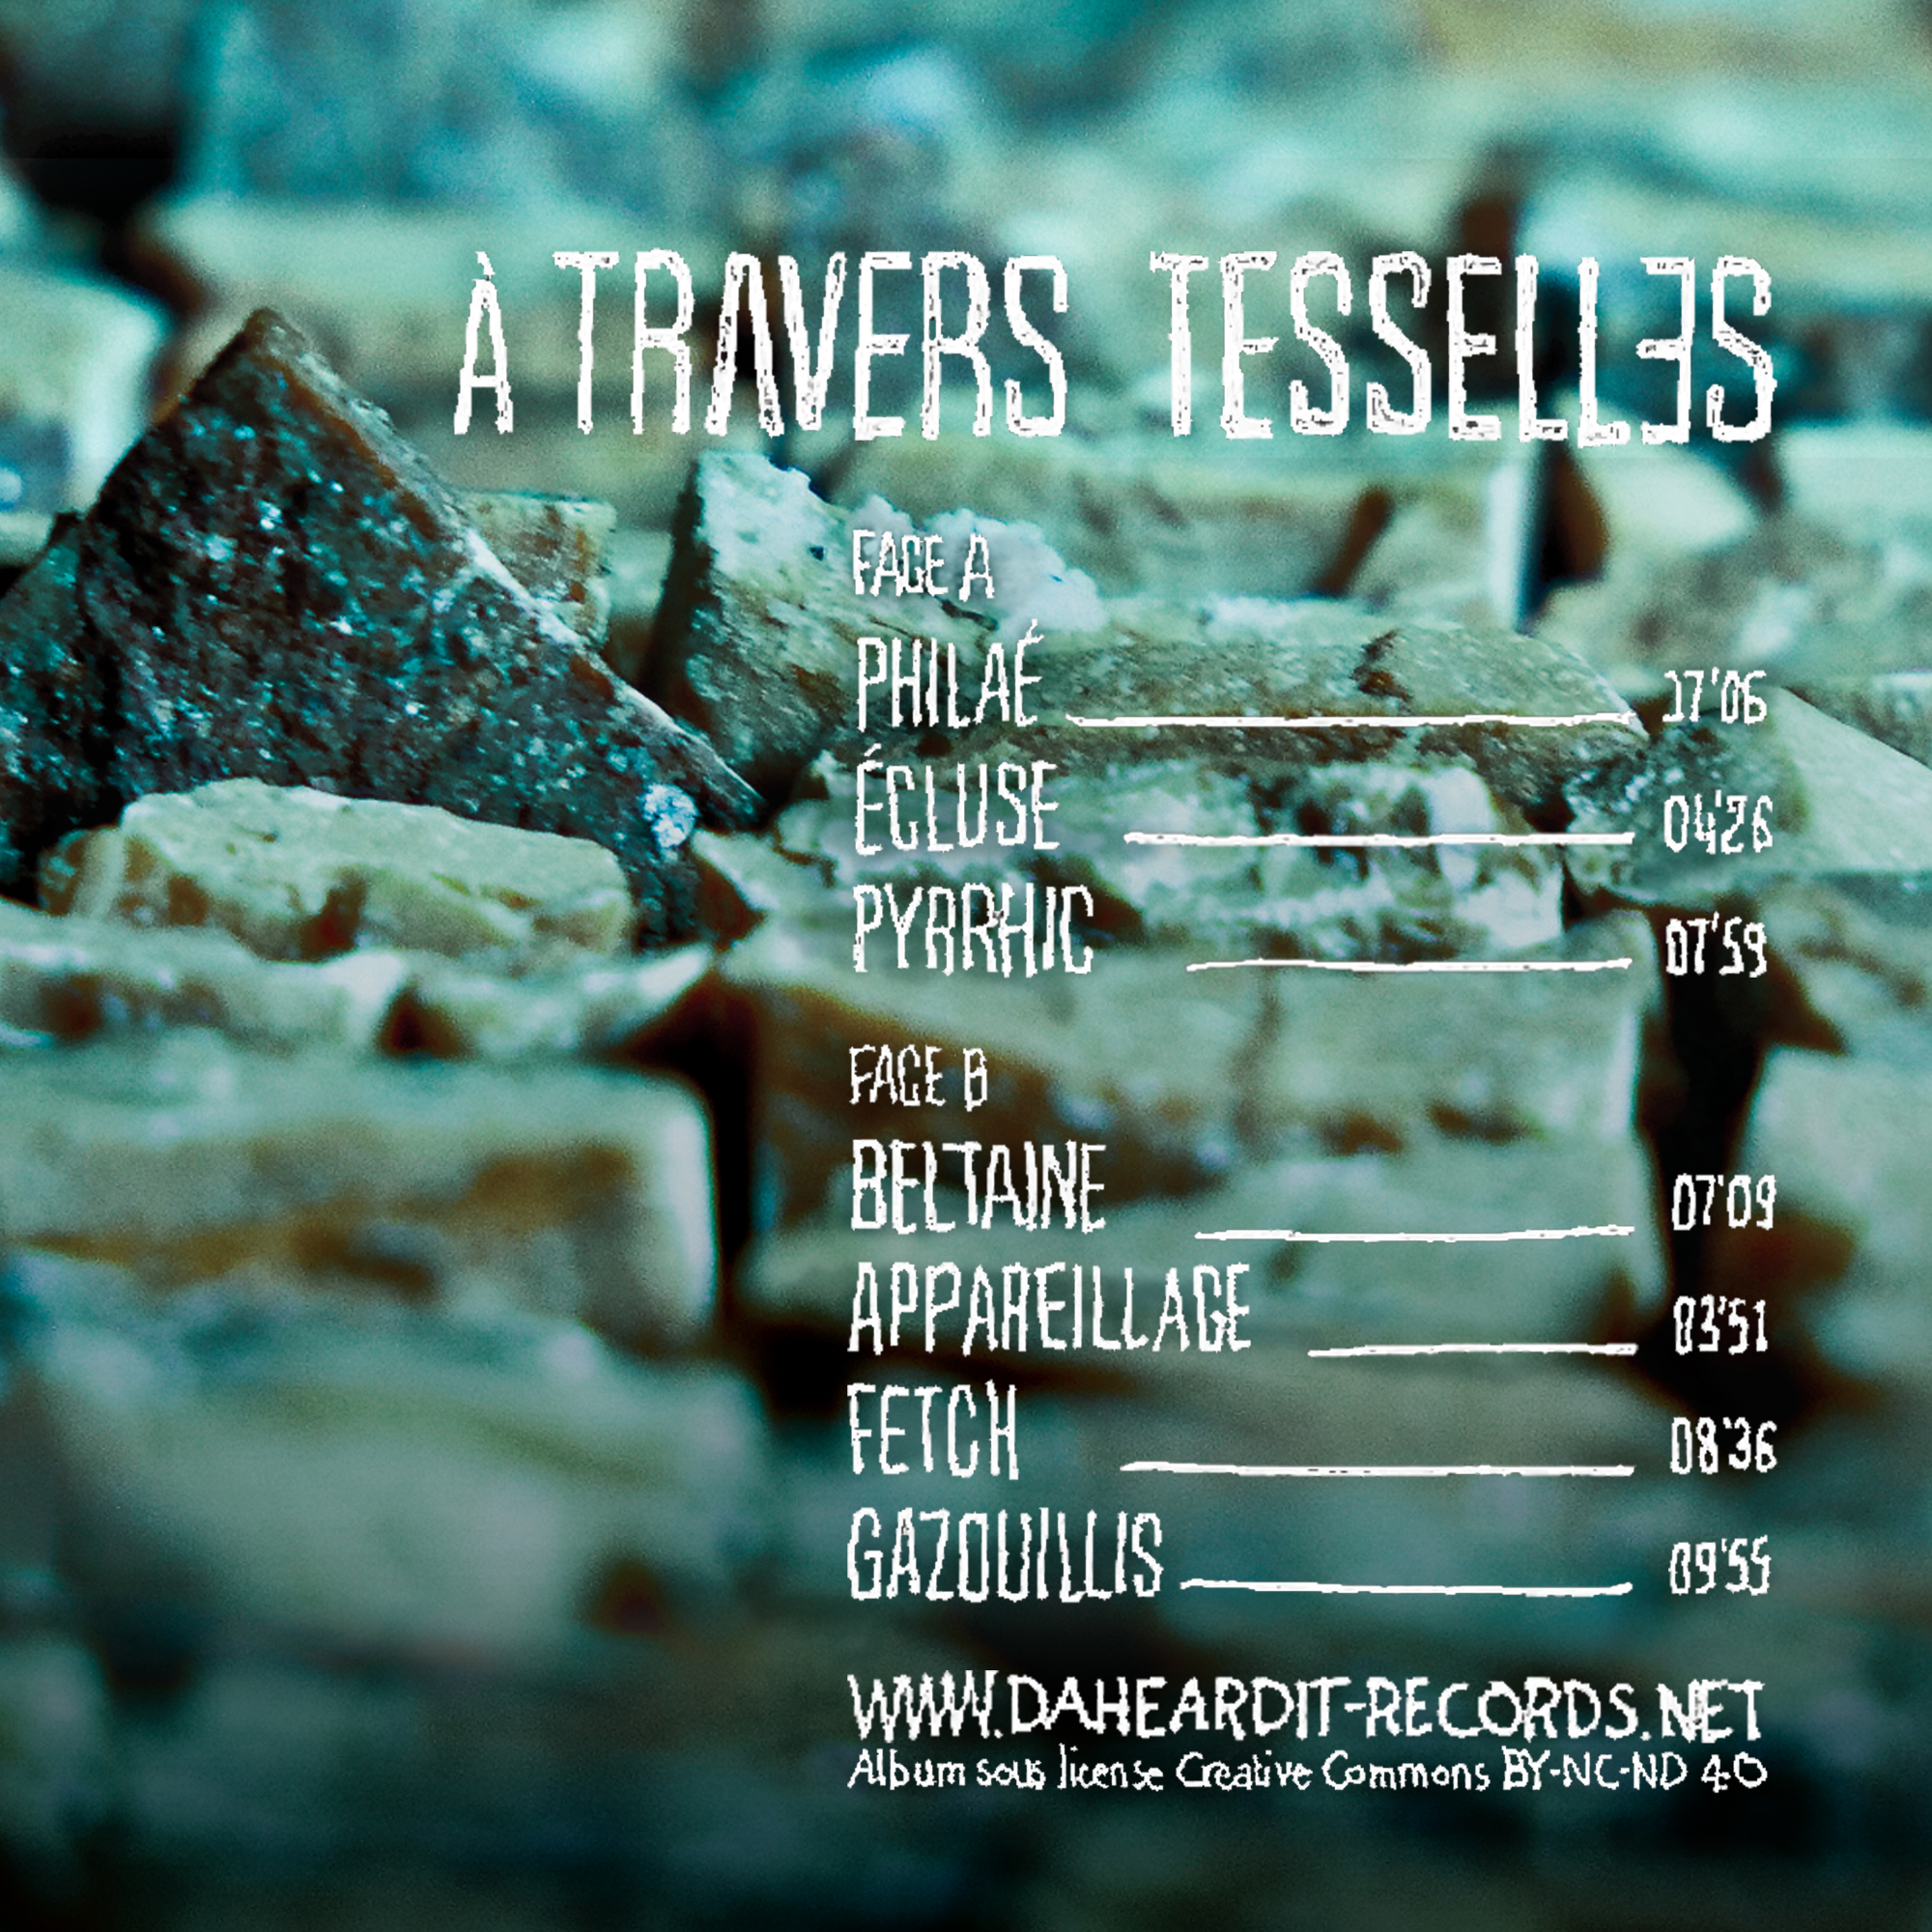 À TRAVERS TESSELLES
FACE A
PHILAÉ 17'06
ÉCLUSE 04'26
PYRRHIC 07'59
FACE B
BELTAINE 07'09
APPAREILLAGE 03'51
FETCH 08'36
GAZOUILLIS 09'55
WWW.DAHEARDIT-RECORDS.NET
Album sous license Creative Commons BY-NC-ND 4.0